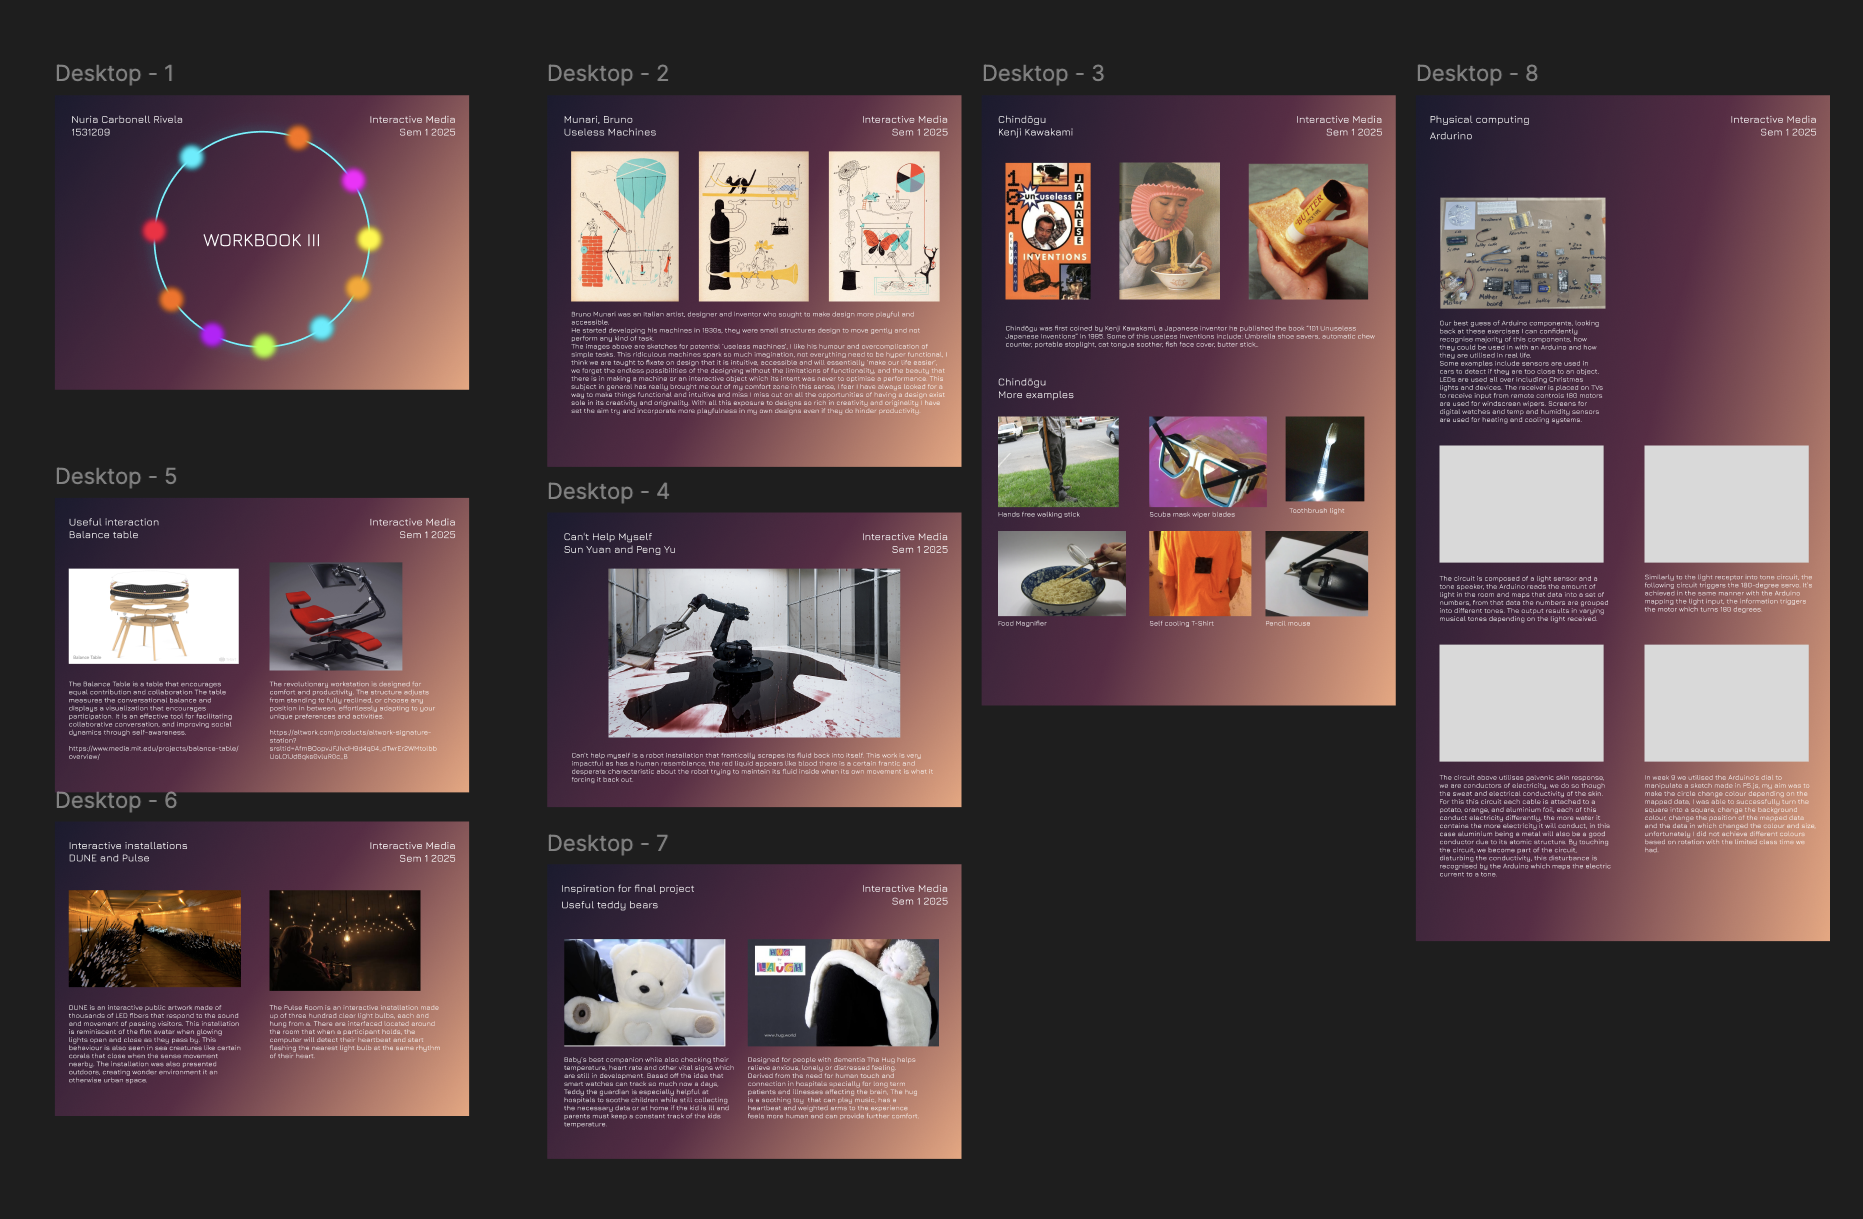 Desktop - 1
Nuria Carbonell Rivela
1531209
Interactive Media
Sem 1 2025
WORKBOOK III
Desktop - 2
Munari, Bruno
Useless Machines
Interactive Media
Sem 1 2025
Bruno Munari was an Italian artist, designer and inventor who sought to make design more playful and
accessible.
He started developing his machines in 1930s, they were small structures design to move gently and not
perform any kind of task.
The images above are sketches for potential 'useless machines', I like his humour and overcomplication of
simple tasks. This ridiculous machines spark so much imagination, not everything need to be hyper functional, I
think we are taught to fixate on design that it is intuitive, accessible and will essentially 'make our life easier',
we forget the endless possibilities of the designing without the limitations of functionality, and the beauty that
there is in making a machine or an interactive object which its intent was never to optimise a performance. This
subject in general has really brought me out of my comfort zone in this sense, I fear I have always looked for a
way to make things functional and intuitive and miss I miss out on all the opportunities of having a design exist
sole in its creativity and originality. With all this exposure to designs so rich in creativity and originality I have
set the aim try and incorporate more playfulness in my own designs even if they do hinder productivity.
Desktop - 3
Chindōgu
Kenji Kawakami
Interactive Media
Sem 1 2025
101
unuseless
JAPANESE
INVENTIONS
BUTTER
Chindōgu was first coined by Kenji Kawakami, a Japanese inventor he published the book "101 Unuseless
Japanese Inventions" in 1995. Some of this useless inventions include: Umbrella shoe savers, automatic chew
counter, portable stoplight, cat tongue soother, fish face cover, butter stick..
Chindōgu
More examples
Hands free walking stick
Scuba mask wiper blades
Toothbrush light
Food Magnifier
Self cooling T-Shirt
Pencil mouse
Desktop - 8
Physical computing
Ardurino
Interactive Media
Sem 1 2025
Our best guess of Arduino components, looking
back at these exercises I can confidently
recognise majority of this components, how
they could be used in with an Arduino and how
they are utilised in real life.
Some examples include sensors are used in
cars to detect if they are too close to an object.
LEDs are used all over including Christmas
lights and devices. The receiver is placed on TVs
to receive input from remote controls 180 motors
are used for windscreen wipers. Screens for
digital watches and temp and humidity sensors
are used for heating and cooling systems.
The circuit is composed of a light sensor and a
tone speaker, the Arduino reads the amount of
light in the room and maps that data into a set of
numbers, from that data the numbers are grouped
into different tones. The output results in varying
musical tones depending on the light received.
Similarly to the light receptor into tone circuit, the
following circuit triggers the 180-degree servo. It's
achieved in the same manner with the Arduino
mapping the light input, the information triggers
the motor which turns 180 degrees.
The circuit above utilises galvanic skin response,
we are conductors of electricity, we do so though
the sweat and electrical conductivity of the skin.
For this this circuit each cable is attached to a
potato, orange, and aluminium foil, each of this
conduct electricity differently, the more water it
contains the more electricity it will conduct, in this
case aluminium being a metal will also be a good
conductor due to its atomic structure. By touching
the circuit, we become part of the circuit,
disturbing the conductivity, this disturbance is
recognised by the Arduino which maps the electric
current to a tone.
In week 9 we utilised the Arduino's dial to
manipulate a sketch made in P5.js, my aim was to
make the circle change colour depending on the
mapped data, I was able to successfully turn the
square into a square, change the background
colour, change the position of the mapped data
and the data in which changed the colour and size,
unfortunately I did not achieve different colours
based on rotation with the limited class time we
had.
Desktop - 5
Useful interaction
Balance table
Interactive Media
Sem 1 2025
Balance Table
The Balance Table is a table that encourages
equal contribution and collaboration The table
measures the conversational balance and
displays a visualization that encourages
participation. It is an effective tool for facilitating
collaborative conversation, and improving social
dynamics through self-awareness.
https://www.media.mit.edu/projects/balance-table/
overview/
The revolutionary workstation is designed for
comfort and productivity. The structure adjusts
from standing to fully reclined, or choose any
position in between, effortlessly adapting to your
unique preferences and activities.
https://altwork.com/products/altwork-signature-
station?
Desktop - 4
Can't Help Myself
Sun Yuan and Peng Yu
Interactive Media
Sem 1 2025
Can't help myself is a robot installation that frantically scrapes its fluid back into itself. This work is very
impactful as has a human resemblance; the red liquid appears like blood there is a certain frantic and
desperate characteristic about the robot trying to maintain its fluid inside when its own movement is what it
forcing it back out.
Desktop - 6
Interactive installations
DUNE and Pulse
Interactive Media
Sem 1 2025
DUNE is an interactive public artwork made of
thousands of LED fibers that respond to the sound
and movement of passing visitors. This installation
is reminiscent of the film avatar when glowing
lights open and close as they pass by. This
behaviour is also seen in sea creatures like certain
corals that close when the sense movement
nearby. The installation was also presented
outdoors, creating wonder environment it an
otherwise urban space.
The Pulse Room is an interactive installation made
up of three hundred clear light bulbs, each and
hung from a. There are interfaced located around
the room that when a participant holds, the
computer will detect their heartbeat and start
flashing the nearest light bulb at the same rhythm
of their heart.
Desktop - 7
Inspiration for final project
Useful teddy bears
Interactive Media
Sem 1 2025
HUG
LAUGH
www.hug.world
Baby's best companion while also checking their
temperature, heart rate and other vital signs which
are still in development. Based off the idea that
smart watches can track so much now a days,
Teddy the guardian is especially helpful at
hospitals to soothe children while still collecting
the necessary data or at home if the kid is ill and
parents must keep a constant track of the kids
temperature.
Designed for people with dementia The Hug helps
relieve anxious, lonely or distressed feeling.
Derived from the need for human touch and
connection in hospitals specially for long term
patients and illnesses affecting the brain, The hug
is a soothing toy that can play music, has a
heartbeat and weighted arms to the experience
feels more human and can provide further comfort.